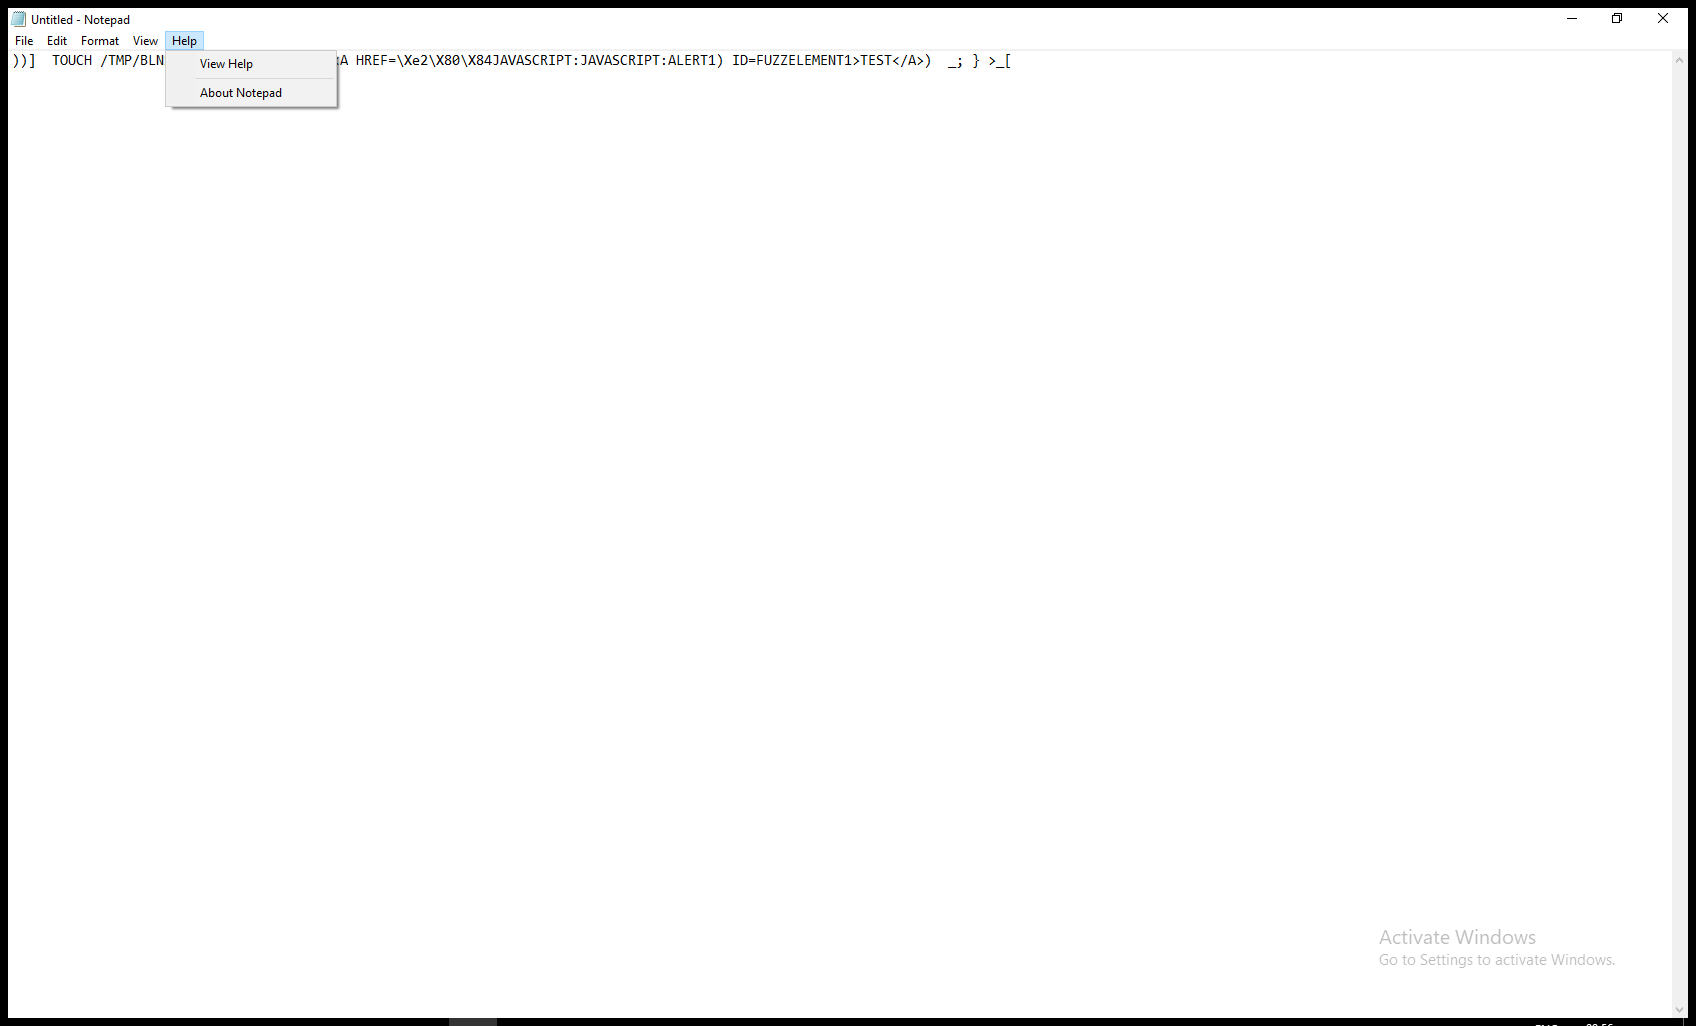 Untitled - Notepad
File Edit Format View Help
))] TOUCH /TMP/BLN
A HREF=\Xe2\X80\X84JAVASCRIPT:JAVASCRIPT:ALERT1) ID=FUZZELEMENT1>TEST</A>) _; } >_[
View Help
About Notepad
Activate Windows
Go to Settings to activate Windows.